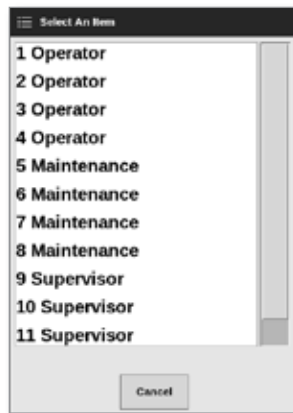 Select An Item
1 Operator
2 Operator
3 Operator
4 Operator
5 Maintenance
6 Maintenance
7 Maintenance
8 Maintenance
9 Supervisor
10 Supervisor
11 Supervisor
Cancel